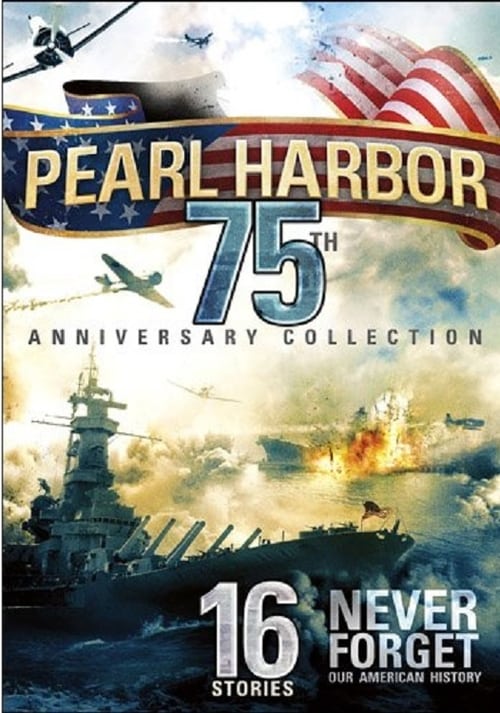 PEARL HARBOR
75TH
ANNIVERSARY COLLECTION
16
STORIES
NEVER
FORGET
OUR AMERICAN HISTORY